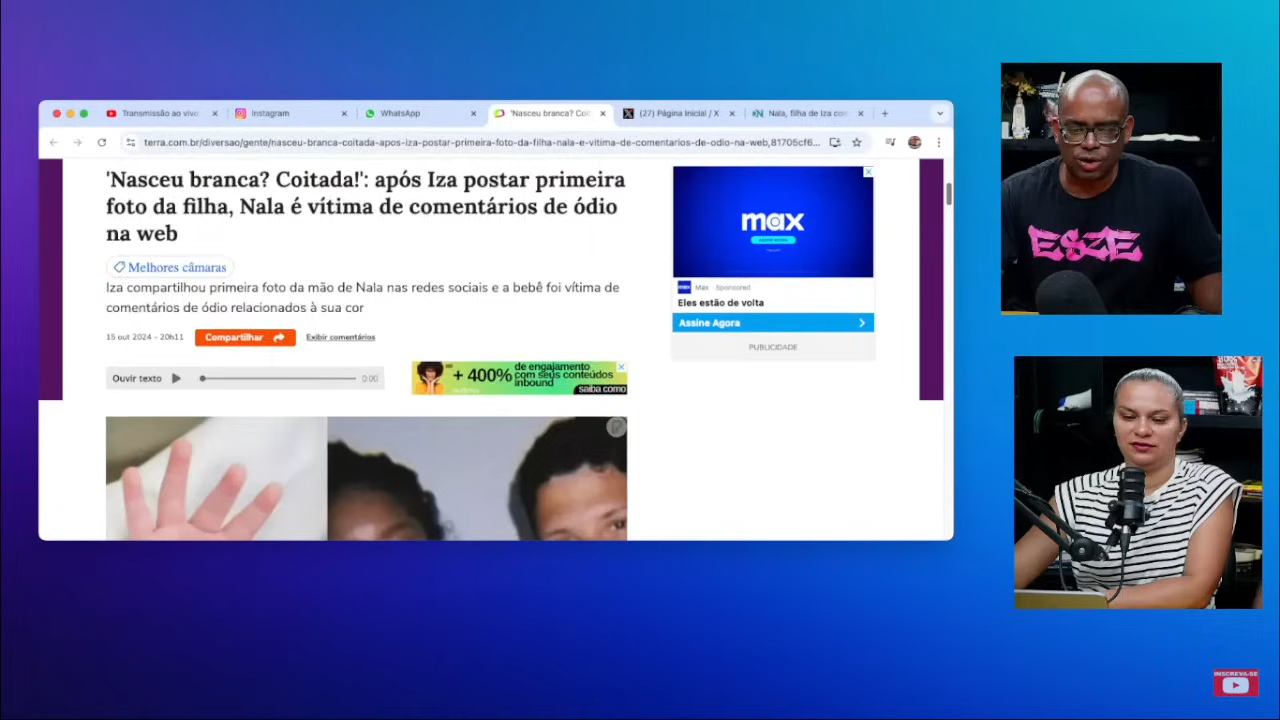 Transmissão ao vivo
Instagram
WhatsApp
'Nasceu branca? Coi
(27) Página Inicial / X
Nala, filha de Iza co
terra.com.br/diversao/gente/nasceu-branca-coitada-apos-iza-postar-primeira-foto-da-filha-nala-e-vitima-de-comentarios-de-odio-na-web,81705cf6...
'Nasceu branca? Coitada!': após Iza postar primeira
foto da filha, Nala é vítima de comentários de ódio
na web
Melhores câmaras
Iza compartilhou primeira foto da mão de Nala nas redes sociais e a bebê foi vítima de
comentários de ódio relacionados à sua cor
15 out 2024 - 20h11
Compartilhar
Exibir comentários
Ouvir texto
0:00
+ 400%
de engajamento
com seus conteúdos
inbound
saiba como
max
Max · Sponsored
Eles estão de volta
Assine Agora
PUBLICIDADE
ESZE
INSCREVA-SE